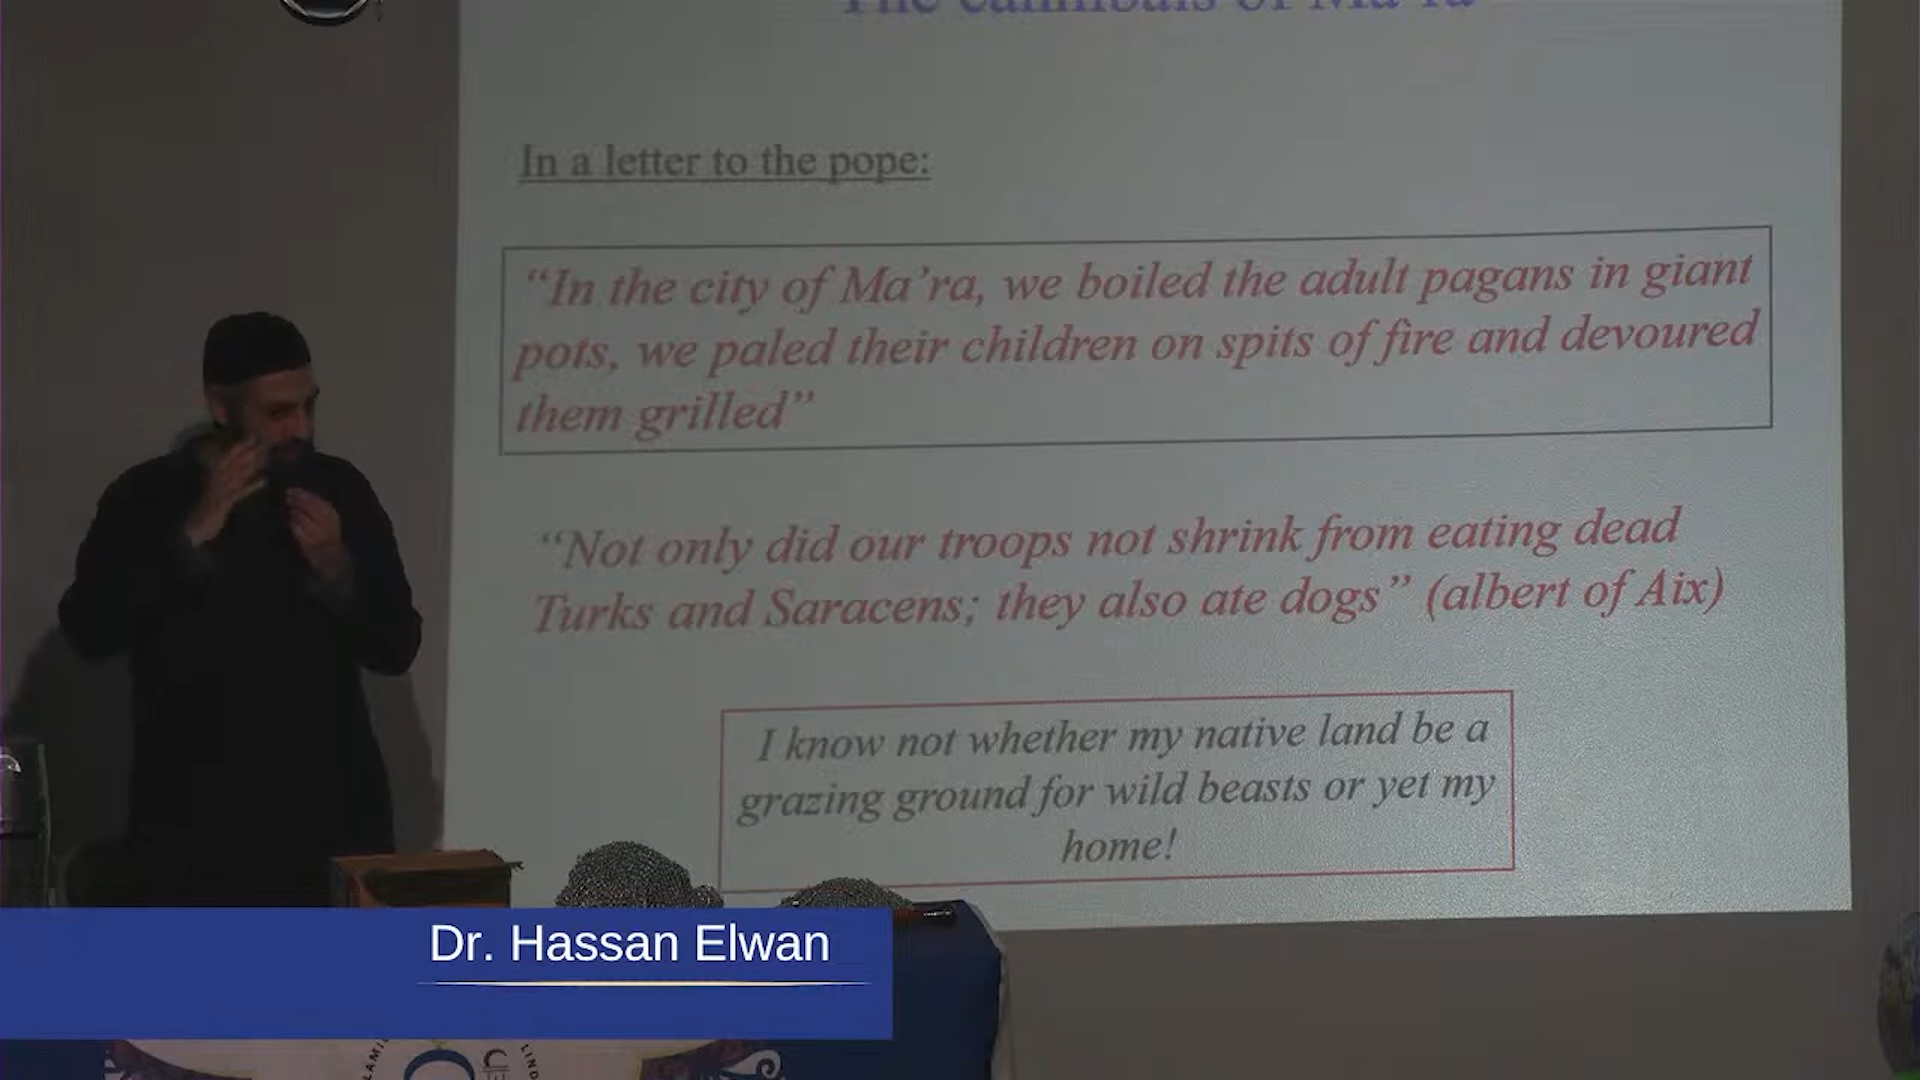 The cannibals of Ma'ra
In a letter to the pope:
“In the city of Ma’ra, we boiled the adult pagans in giant
pots, we paled their children on spits of fire and devoured
them grilled”
“Not only did our troops not shrink from eating dead
Turks and Saracens; they also ate dogs” (albert of Aix)
I know not whether my native land be a
grazing ground for wild beasts or yet my
home!
Dr. Hassan Elwan